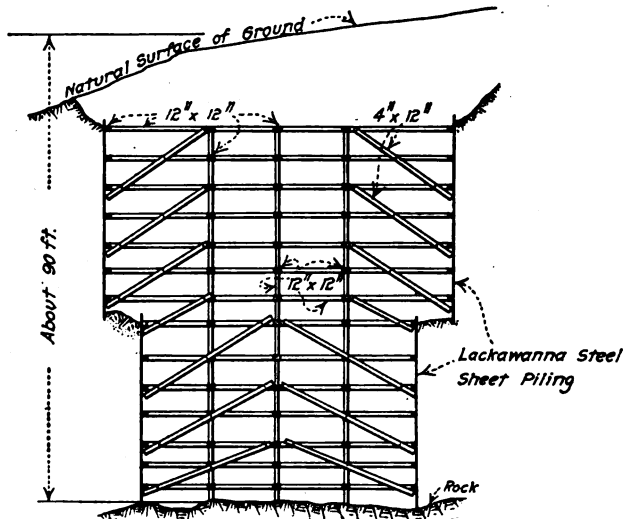 Natural Surface of Ground
12" x 12"
4" x 12"
About 90 ft.
12" x 12"
Lackawanna Steel
Sheet Piling
Rock